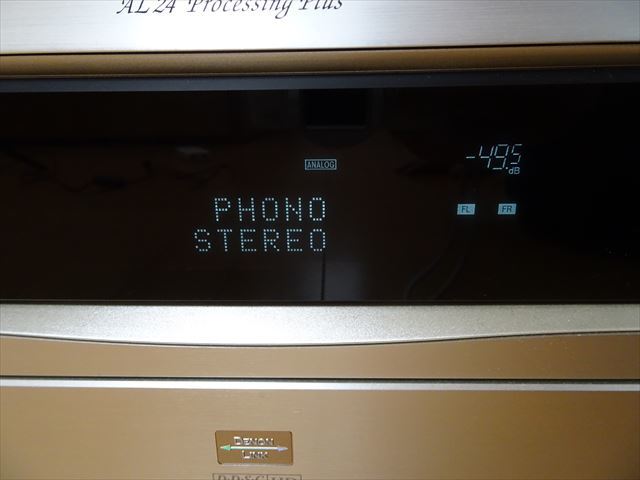 AL24 Processing Plus
-49.5
dB
ANALOG
PHONO
FL FR
STEREO
DENON
LINK